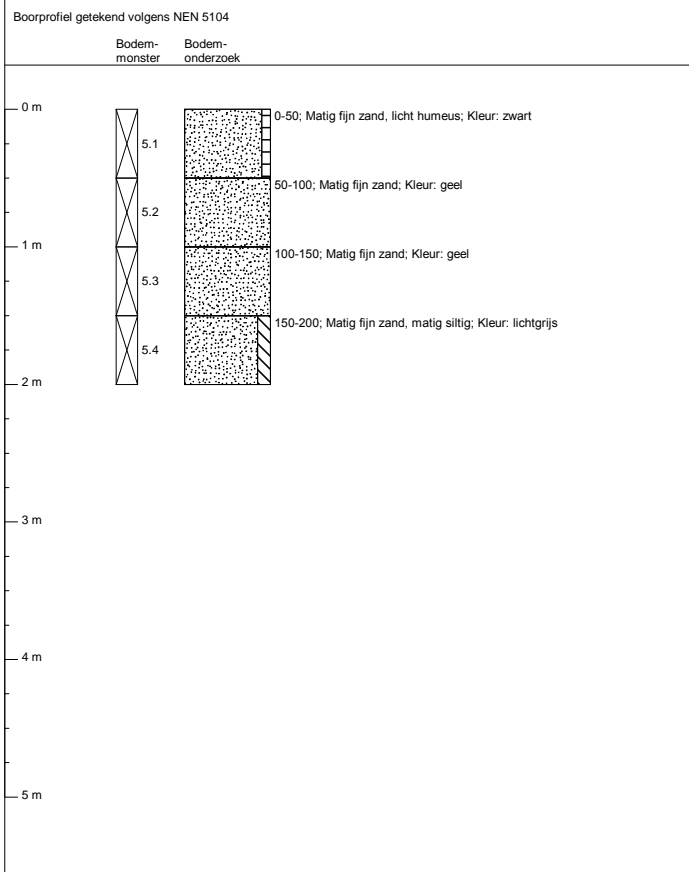 Boorprofiel getekend volgens NEN 5104
Bodem-
monster
Bodem-
onderzoek
0 m
0-50; Matig fijn zand, licht humeus; Kleur: zwart
5.1
50-100; Matig fijn zand; Kleur: geel
5.2
1 m
100-150; Matig fijn zand; Kleur: geel
5.3
150-200; Matig fijn zand, matig siltig; Kleur: lichtgrijs
5.4
2 m
3 m
4 m
5 m